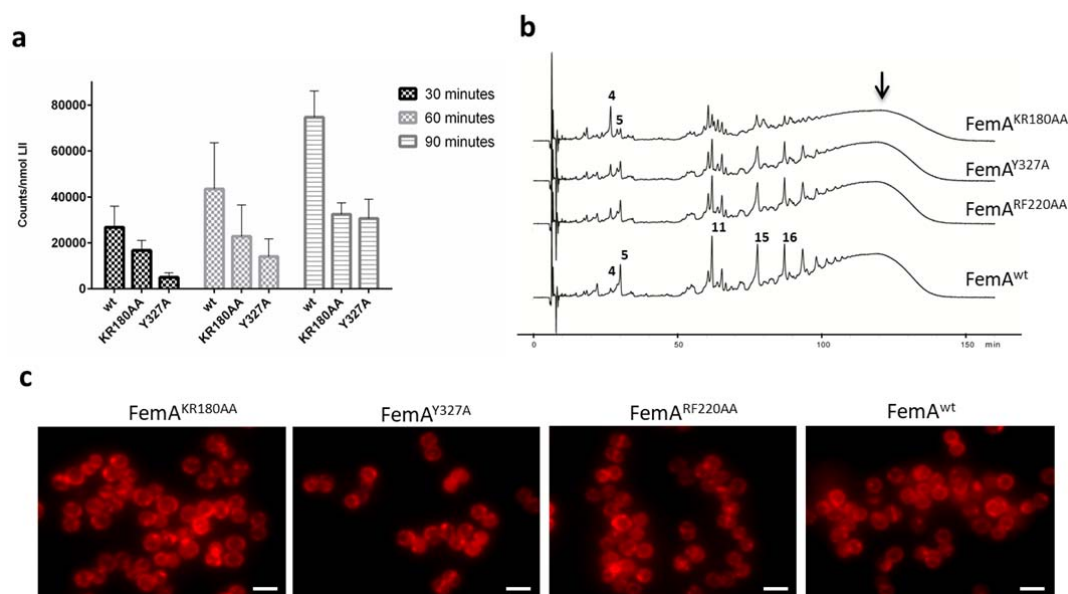 a
80000
60000
40000
20000
0
Counts/nmol LII
wt
KR180AA
Y327A
wt
KR180AA
Y327A
wt
KR180AA
Y327A
30 minutes
60 minutes
90 minutes
b
4
5
FemAKR180AA
FemAY327A
FemARF220AA
11
15
16
5
4
FemAwt
0 50 100 150 min
c
FemAKR180AA
FemAY327A
FemARF220AA
FemAwt